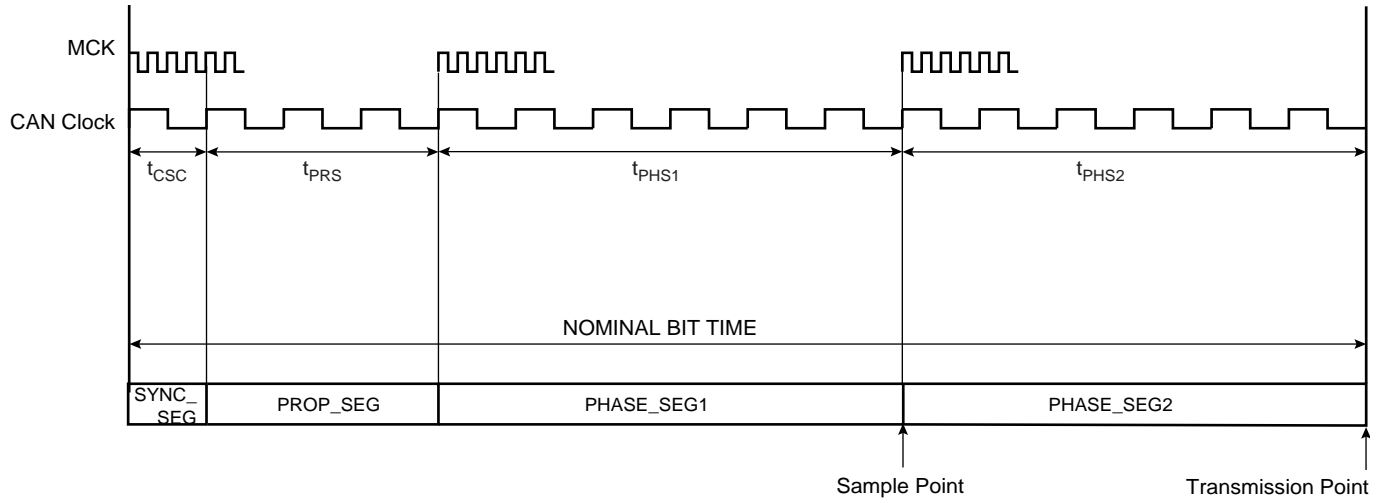 MCK
CAN Clock
tCSC
tPRS
tPHS1
tPHS2
NOMINAL BIT TIME
SYNC_
SEG
PROP_SEG
PHASE_SEG1
PHASE_SEG2
Sample Point
Transmission Point